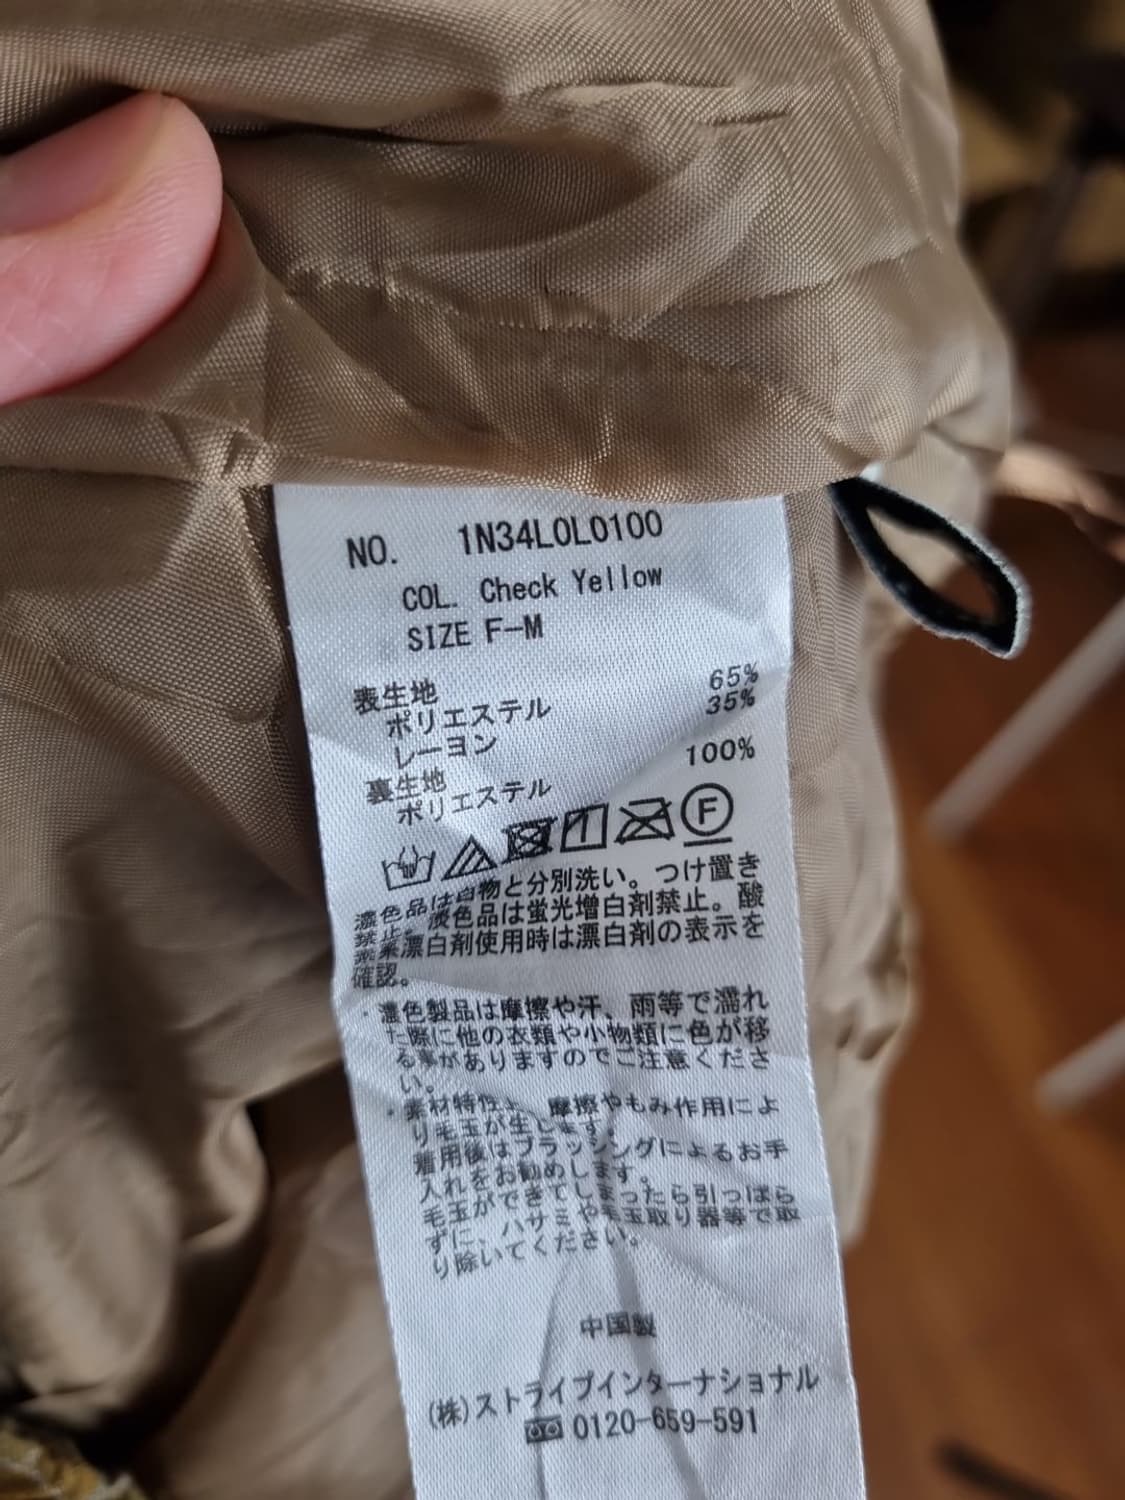 NO. 1N34L0L0100
COL. Check Yellow
SIZE F-M
表生地
ポリエステル 65%
レーヨン 35%
裏生地
ポリエステル 100%
F
濃色品は白物と分別洗い。つけ置き
禁止。淡色品は蛍光増白剤禁止。酸
素系漂白剤使用時は漂白剤の表示を
確認。
・濃色製品は摩擦や汗、雨等で濡れ
た際に他の衣類や小物類に色が移
る事がありますのでご注意くださ
い。
・素材特性上、摩擦やもみ作用によ
り毛玉が生じます。
着用後はブラッシングによるお手
入れをお勧めします。
毛玉ができてしまったら引っぱら
ずに、ハサミや毛玉取り器等で取
り除いてください。
中国製
(株)ストライプインターナショナル
0120-659-591